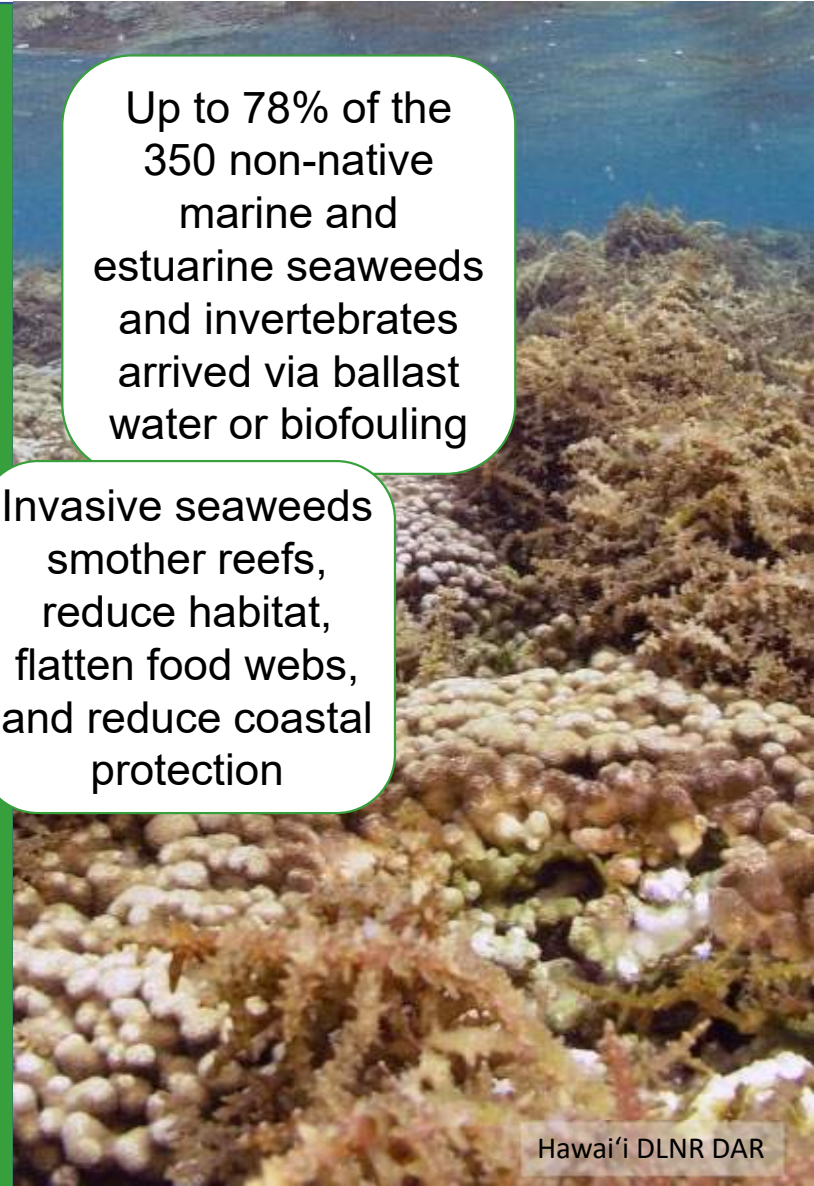 Up to 78% of the
350 non-native
marine and
estuarine seaweeds
and invertebrates
arrived via ballast
water or biofouling
Invasive seaweeds
smother reefs,
reduce habitat,
flatten food webs,
and reduce coastal
protection
Hawaiʻi DLNR DAR